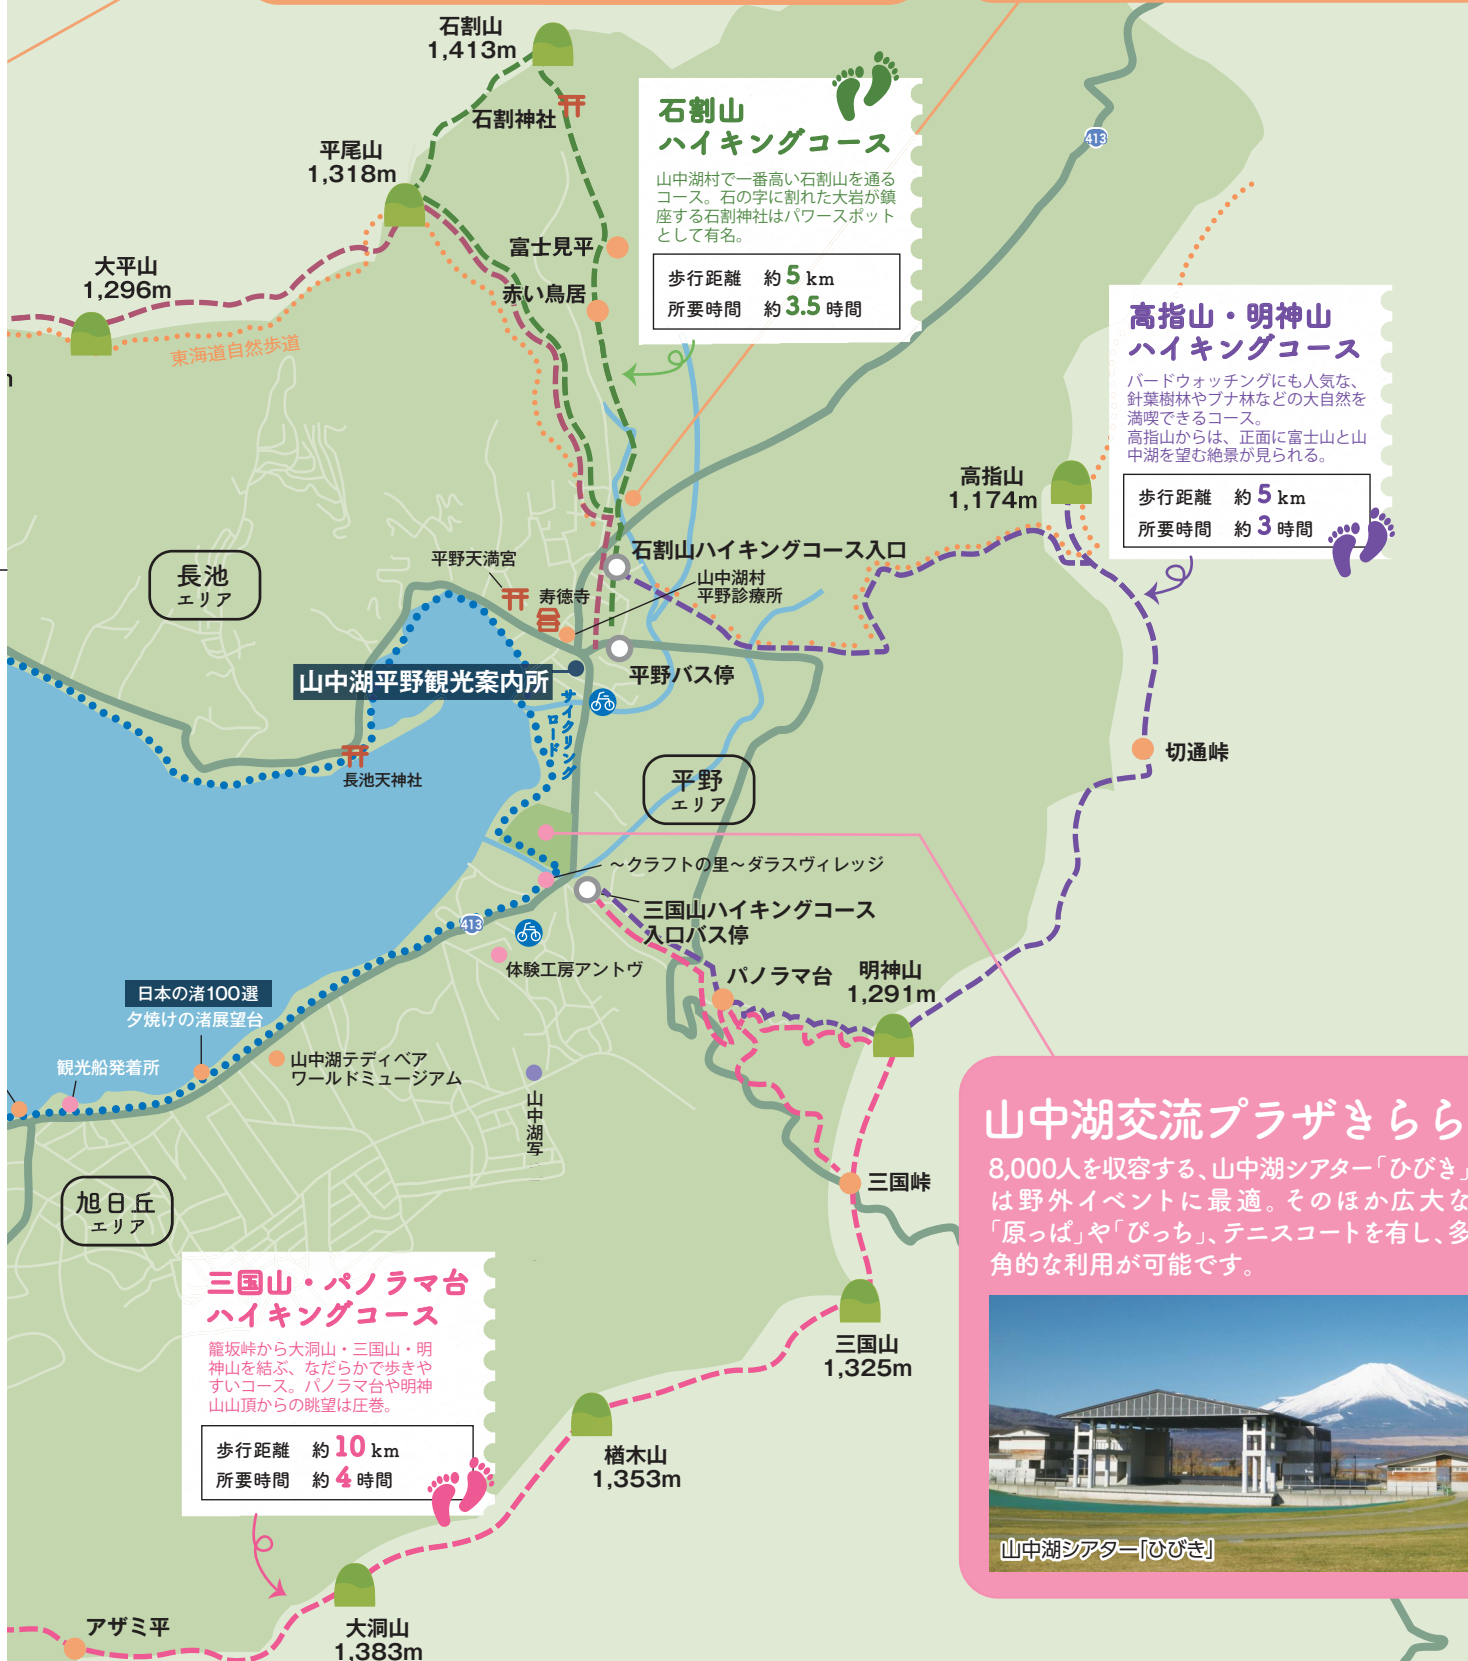 石割山
1,413m
石割神社
平尾山
1,318m
大平山
1,296m
東海道自然歩道
富士見平
赤い鳥居
石割山
ハイキングコース
山中湖村で一番高い石割山を通る
コース。石の字に割れた大岩が鎮
座する石割神社はパワースポット
として有名。
歩行距離 約5km
所要時間 約3.5時間
413
高指山・明神山
ハイキングコース
バードウォッチングにも人気な、
針葉樹林やブナ林などの大自然を
満喫できるコース。
高指山からは、正面に富士山と山
中湖を望む絶景が見られる。
歩行距離 約5km
所要時間 約3時間
高指山
1,174m
石割山ハイキングコース入口
山中湖村
平野診療所
平野天満宮
寿徳寺
長池
エリア
山中湖平野観光案内所
平野バス停
サイクリング
ロード
長池天神社
平野
エリア
切通峠
～クラフトの里～ダラスヴィレッジ
三国山ハイキングコース
入口バス停
413
体験工房アントヴ
パノラマ台
明神山
1,291m
日本の渚100選
夕焼けの渚展望台
観光船発着所
山中湖テディベア
ワールドミュージアム
山中湖写
三国峠
旭日丘
エリア
三国山・パノラマ台
ハイキングコース
籠坂峠から大洞山・三国山・明
神山を結ぶ、なだらかで歩きや
すいコース。パノラマ台や明神
山山頂からの眺望は圧巻。
歩行距離 約10km
所要時間 約4時間
三国山
1,325m
楢木山
1,353m
大洞山
1,383m
アザミ平
山中湖交流プラザきらら
8,000人を収容する、山中湖シアター「ひびき」
は野外イベントに最適。そのほか広大な
「原っぱ」や「ぴっち」、テニスコートを有し、多
角的な利用が可能です。
山中湖シアター「ひびき」